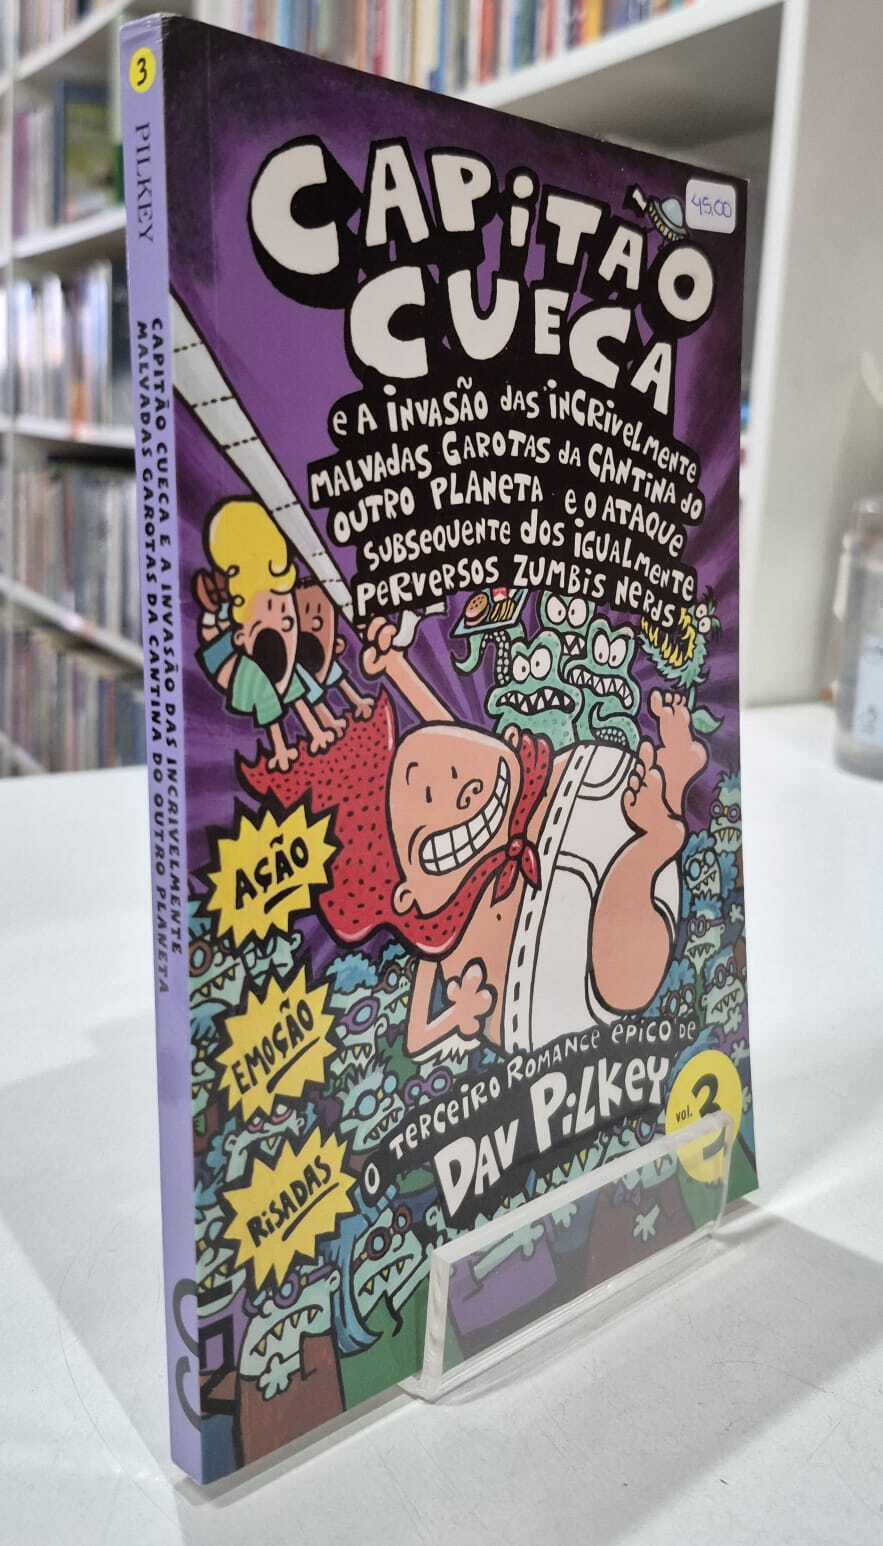 3
PILKEY
CAPITÃO CUECA E A INVASÃO DAS INCRIVELMENTE
MALVADAS GAROTAS DA CANTINA DO OUTRO PLANETA
45,00
CAPITÃO
CUECA
e A INVASÃO DAS INCRIVELMENTE
MALVADAS GAROTAS DA CANTINA DO
OUTRO PLANETA e O ATAQUE
SUBSEQUENTE DOS IGUALMENTE
PERVERSOS ZUMBIS NERDS
AÇÃO
EMOÇÃO
RISADAS
O TERCEIRO ROMANCE ÉPICO DE
DAV PILKEY
vol. 3